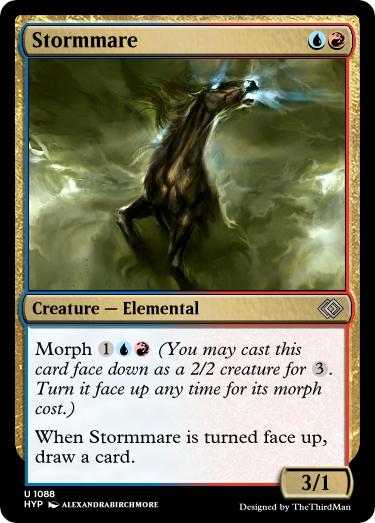 Stormmare
Creature — Elemental
Morph 1 (You may cast this
card face down as a 2/2 creature for 3.
Turn it face up any time for its morph
cost.)
When Stormmare is turned face up,
draw a card.
3/1
U 1088
HYP ALEXANDRABIRCHMORE
Designed by TheThirdMan